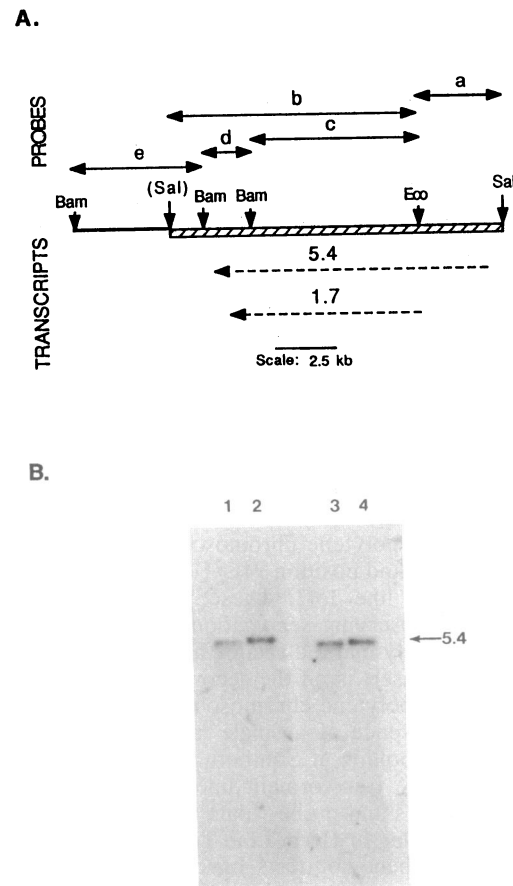 A.
PROBES
a
b
c
d
e
Bam
(Sal)
Bam
Bam
Eco
Sal
TRANSCRIPTS
5.4
1.7
Scale: 2.5 kb
B.
1 2 3 4
5.4